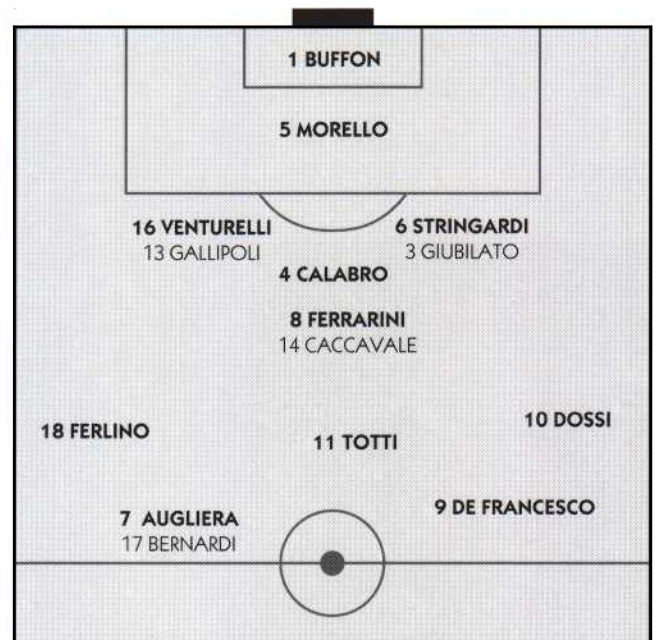 1 BUFFON
5 MORELLO
16 VENTURELLI
13 GALLIPOLI
6 STRINGARDI
3 GIUBILATO
4 CALABRO
8 FERRARINI
14 CACCAVALE
18 FERLINO
11 TOTTI
10 DOSSI
7 AUGLIERA
17 BERNARDI
9 DE FRANCESCO